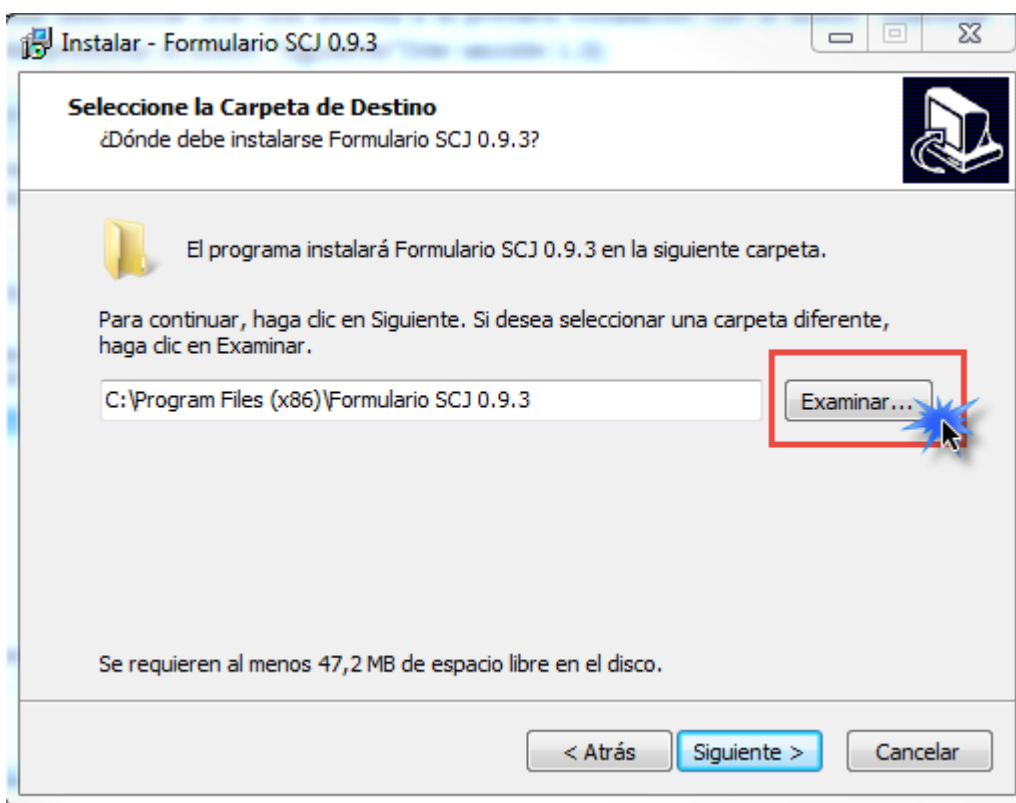 Instalar - Formulario SCJ 0.9.3
Seleccione la Carpeta de Destino
¿Dónde debe instalarse Formulario SCJ 0.9.3?
El programa instalará Formulario SCJ 0.9.3 en la siguiente carpeta.
Para continuar, haga clic en Siguiente. Si desea seleccionar una carpeta diferente,
haga clic en Examinar.
C:\Program Files (x86)\Formulario SCJ 0.9.3
Examinar...
Se requieren al menos 47,2 MB de espacio libre en el disco.
< Atrás
Siguiente >
Cancelar